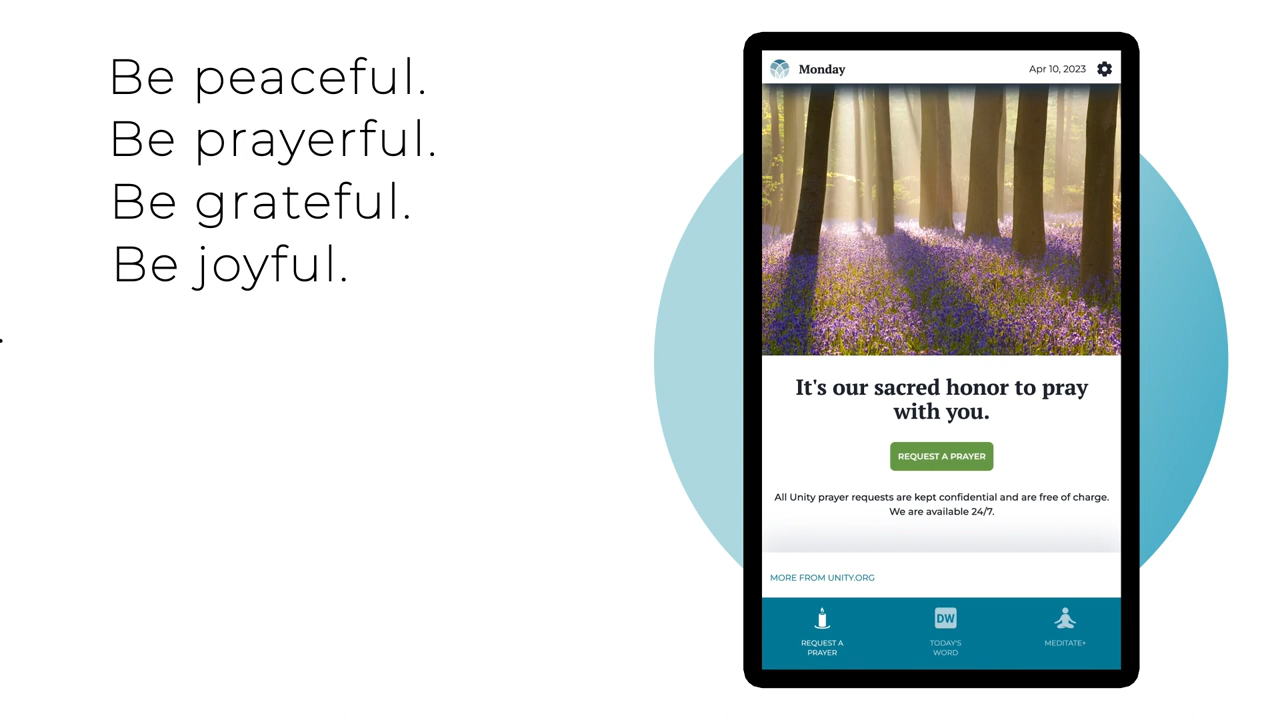 Be peaceful.
Be prayerful.
Be grateful.
Be joyful.
.
Monday
Apr 10, 2023
It's our sacred honor to pray
with you.
REQUEST A PRAYER
All Unity prayer requests are kept confidential and are free of charge.
We are available 24/7.
MORE FROM UNITY.ORG
REQUEST A
PRAYER
DW
TODAY'S
WORD
MEDITATE+